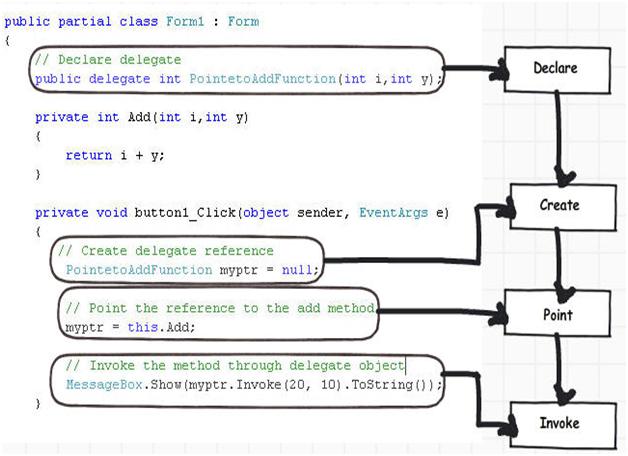 public partial class Form1 : Form
{
// Declare delegate
public delegate int PointetoAddFunction(int i,int y);
Declare
private int Add(int i,int y)
{
return i + y;
}
Create
private void button1_Click(object sender, EventArgs e)
{
// Create delegate reference
PointetoAddFunction myptr = null;
// Point the reference to the add method
myptr = this.Add;
Point
// Invoke the method through delegate object
MessageBox.Show(myptr.Invoke(20, 10).ToString());
}
Invoke